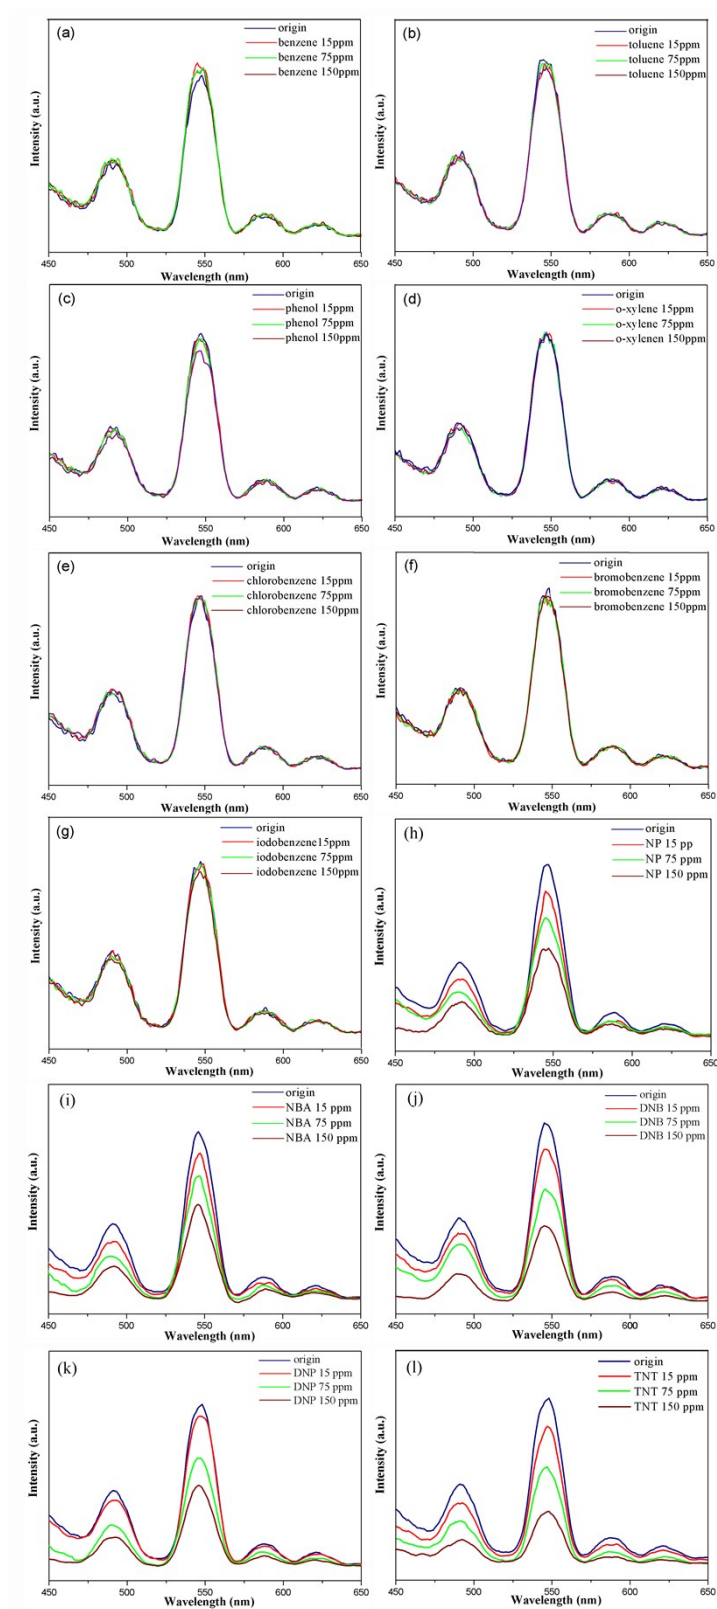 (a)
origin
benzene 15ppm
benzene 75ppm
benzene 150ppm
Intensity (a.u.)
450 500 550 600 650
Wavelength (nm)
(b)
origin
toluene 15ppm
toluene 75ppm
toluene 150ppm
Intensity (a.u.)
450 500 550 600 650
Wavelength (nm)
(c)
origin
phenol 15ppm
phenol 75ppm
phenol 150ppm
Intensity (a.u.)
450 500 550 600 650
Wavelength (nm)
(d)
origin
o-xylene 15ppm
o-xylene 75ppm
o-xylenen 150ppm
Intensity (a.u.)
450 500 550 600 650
Wavelength (nm)
(e)
origin
chlorobenzene 15ppm
chlorobenzene 75ppm
chlorobenzene 150ppm
Intensity (a.u.)
450 500 550 600 650
Wavelength (nm)
(f)
origin
bromobenzene 15ppm
bromobenzene 75ppm
bromobenzene 150ppm
Intensity (a.u.)
450 500 550 600 650
Wavelength (nm)
(g)
origin
iodobenzene15ppm
iodobenzene 75ppm
iodobenzene 150ppm
Intensity (a.u.)
450 500 550 600 650
Wavelength (nm)
(h)
origin
NP 15 pp
NP 75 ppm
NP 150 ppm
Intensity (a.u.)
450 500 550 600 650
Wavelength (nm)
(i)
origin
NBA 15 ppm
NBA 75 ppm
NBA 150 ppm
Intensity (a.u.)
450 500 550 600 650
Wavelength (nm)
(j)
origin
DNB 15 ppm
DNB 75 ppm
DNB 150 ppm
Intensity (a.u.)
450 500 550 600 650
Wavelength (nm)
(k)
origin
DNP 15 ppm
DNP 75 ppm
DNP 150 ppm
Intensity (a.u.)
450 500 550 600 650
Wavelength (nm)
(l)
origin
TNT 15 ppm
TNT 75 ppm
TNT 150 ppm
Intensity (a.u.)
450 500 550 600 650
Wavelength (nm)